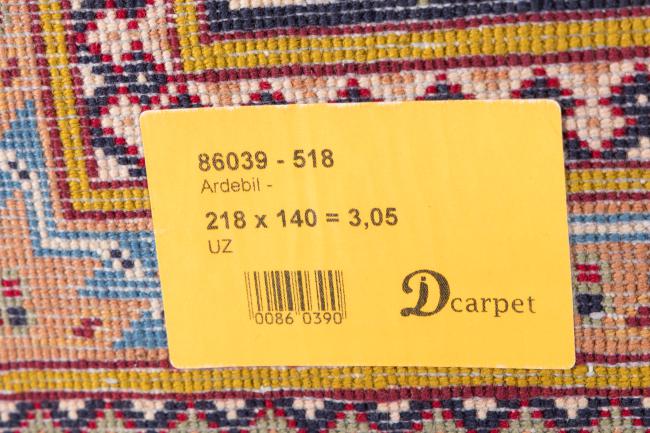 86039 - 518
Ardebil -
218 x 140 = 3,05
UZ
0086 0390
D carpet